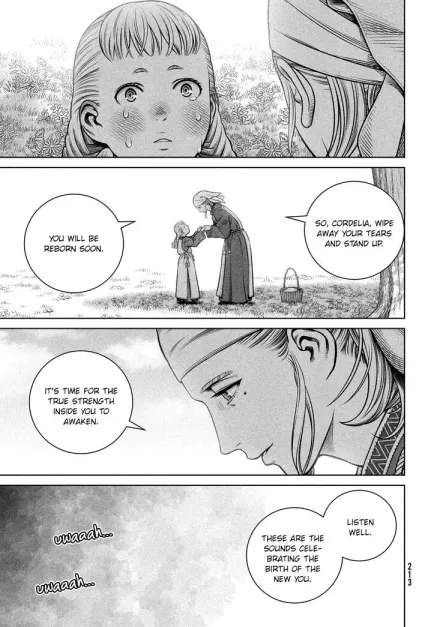 SO, CORDELIA, WIPE
AWAY YOUR TEARS
AND STAND UP.
YOU WILL BE
REBORN SOON.
IT'S TIME FOR THE
TRUE STRENGTH
INSIDE YOU TO
AWAKEN.
LISTEN
WELL.
THESE ARE THE
SOUNDS CELE-
BRATING THE
BIRTH OF THE
NEW YOU.
uwaaah...
uwaaah...
213